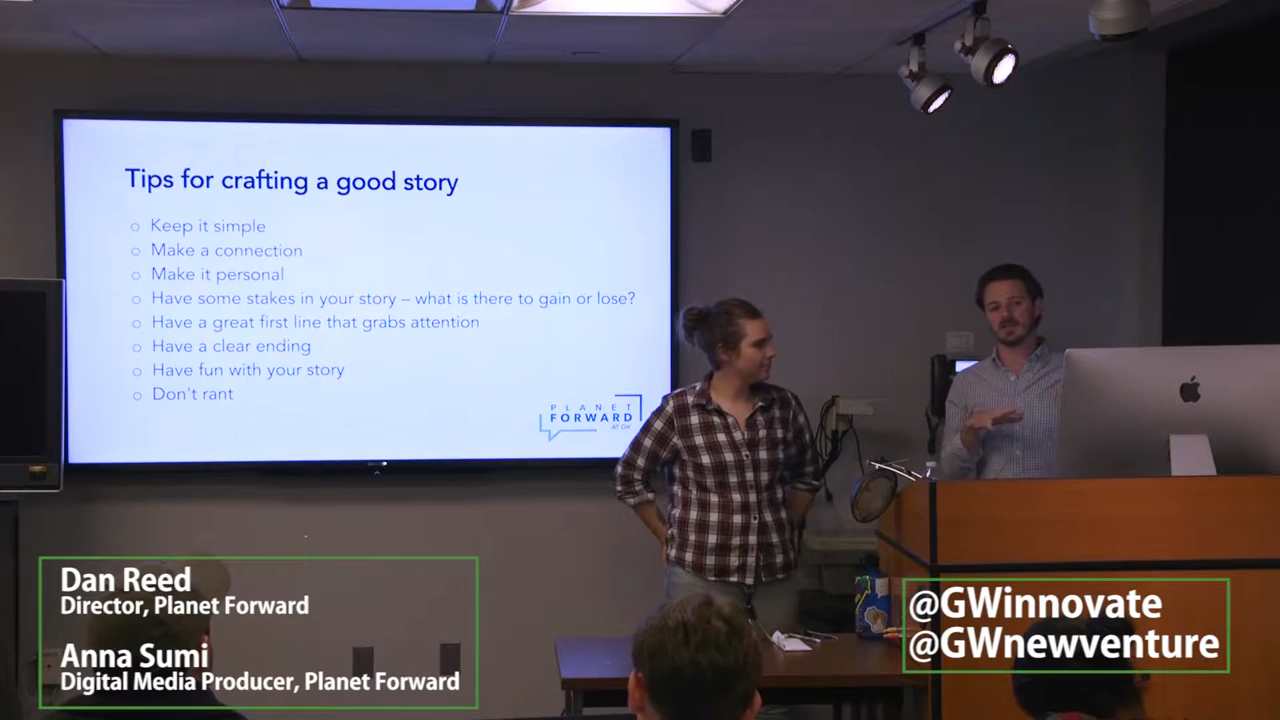 Tips for crafting a good story
Keep it simple
Make a connection
Make it personal
Have some stakes in your story – what is there to gain or lose?
Have a great first line that grabs attention
Have a clear ending
Have fun with your story
Don't rant
PLANET
FORWARD
AT GW
Dan Reed
Director, Planet Forward
Anna Sumi
Digital Media Producer, Planet Forward
@GWinnovate
@GWnewventure